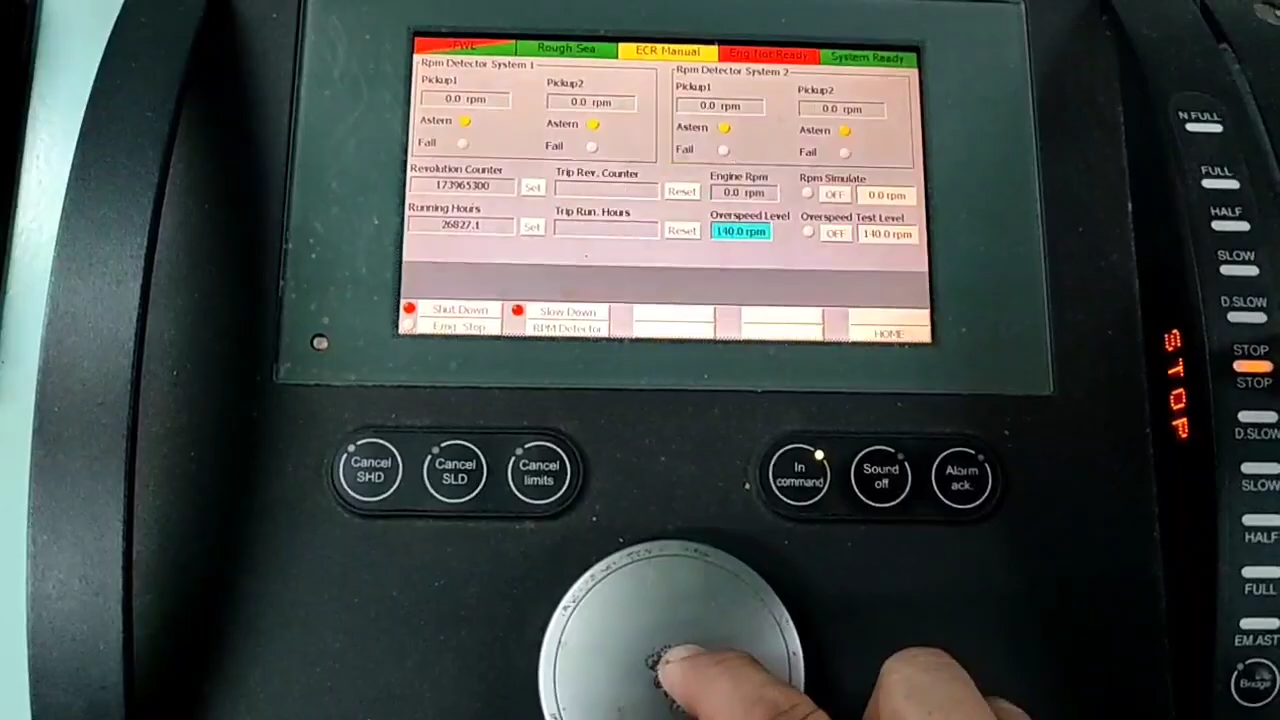 FWE Rough Sea ECR Manual Eng Not Ready System Ready
Rpm Detector System 1
Rpm Detector System 2
Pickup1 Pickup2 Pickup1 Pickup2
0.0 rpm 0.0 rpm 0.0 rpm 0.0 rpm
Astern Astern Astern Astern
Fail Fail Fail Fail
Revolution Counter Trip Rev. Counter Engine Rpm Rpm Simulate
173965300 Set Reset 0.0 rpm OFF 0.0 rpm
Running Hours Trip Run. Hours Overspeed Level Overspeed Test Level
26827.1 Set Reset 140.0 rpm OFF 140.0 rpm
Shut Down Slow Down
Emg. Stop RPM Detector HOME
Cancel
SHD
Cancel
SLD
Cancel
limits
In
command
Sound
off
Alarm
ack.
STOP
N FULL
FULL
HALF
SLOW
D.SLOW
STOP
STOP
D.SLOW
SLOW
HALF
FULL
EM.AST
Bridge